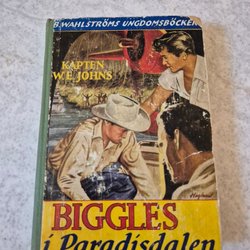 B. WAHLSTRÖMS UNGDOMSBÖCKER
KAPTEN
W.E. JOHNS
BIGGLES
i Paradisdalen